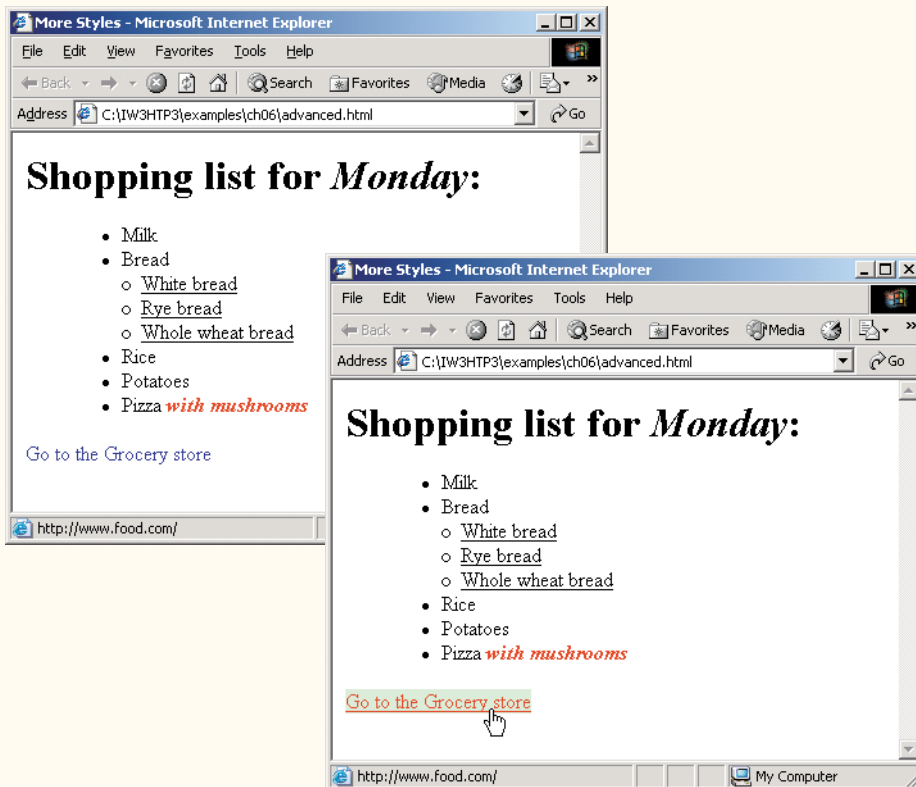 More Styles - Microsoft Internet Explorer
File Edit View Favorites Tools Help
Back Search Favorites Media »
Address C:\IW3HTP3\examples\ch06\advanced.html Go
Shopping list for Monday:
• Milk
• Bread
o White bread
o Rye bread
o Whole wheat bread
• Rice
• Potatoes
• Pizza with mushrooms
Go to the Grocery store
http://www.food.com/
More Styles - Microsoft Internet Explorer
File Edit View Favorites Tools Help
Back Search Favorites Media »
Address C:\IW3HTP3\examples\ch06\advanced.html Go
Shopping list for Monday:
• Milk
• Bread
o White bread
o Rye bread
o Whole wheat bread
• Rice
• Potatoes
• Pizza with mushrooms
Go to the Grocery store
http://www.food.com/ My Computer